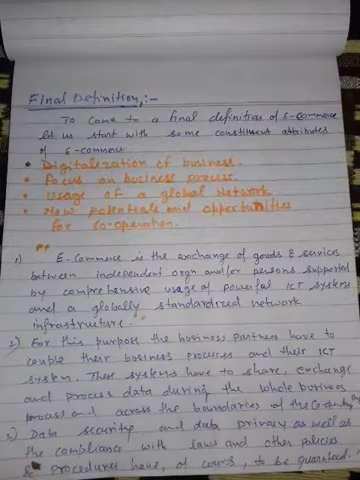 Final Definition,:-
To come to a final definition of E-commerce
let us start with some constituent attributes
of E-commerce
• Digitalization of business.
• Focus on business process.
• Usage of a global Network
• New potentials and opportunities
for co-operation.
"
1) E-Commerce is the exchange of goods & services
between independent orgn and/or persons supported
by comprehensive usage of powerful ICT systems
and a globally standardized network
infrastructure.
2) For this purpose the business partners have to
couple their business processes and their ICT
system. These systems have to share, exchange
and process data during the whole business
process and across the boundaries of the
3) Data security and data privacy as well as
the compliance with laws and other policies
& procedures have, of course, to be guaranteed.